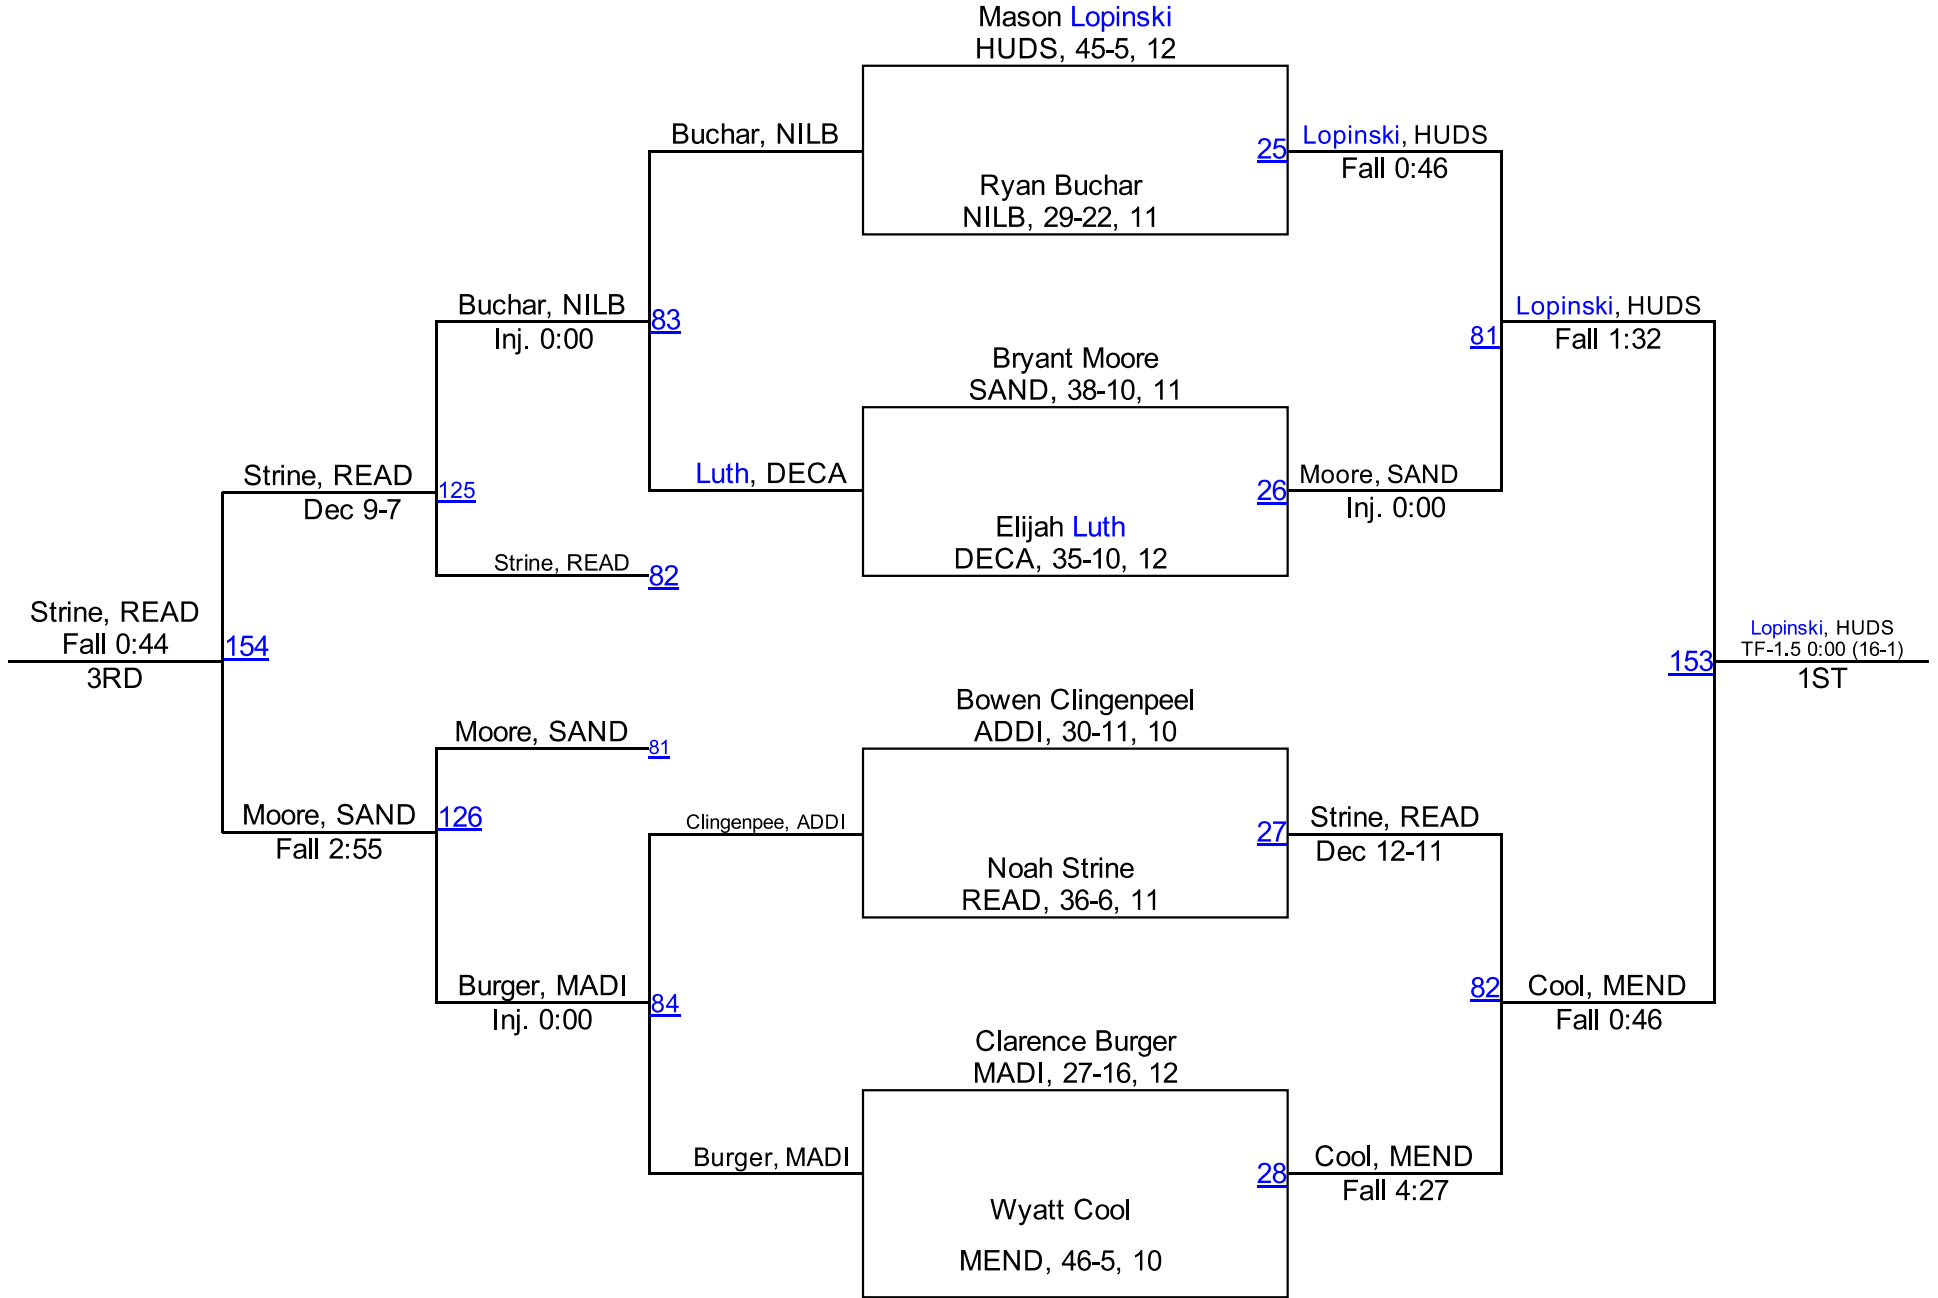 Mason Lopinski
HUDS, 45-5, 12
Buchar, NILB
25
Lopinski, HUDS
Fall 0:46
Ryan Buchar
NILB, 29-22, 11
Buchar, NILB
Inj. 0:00
83
Lopinski, HUDS
Fall 1:32
81
Bryant Moore
SAND, 38-10, 11
Strine, READ
Dec 9-7
125
Luth, DECA
26
Moore, SAND
Inj. 0:00
Elijah Luth
DECA, 35-10, 12
Strine, READ
82
Strine, READ
Fall 0:44
3RD
154
153
Lopinski, HUDS
TF-1.5 0:00 (16-1)
1ST
Bowen Clingenpeel
ADDI, 30-11, 10
Moore, SAND
81
Moore, SAND
Fall 2:55
126
Clingenpee, ADDI
27
Strine, READ
Dec 12-11
Noah Strine
READ, 36-6, 11
Burger, MADI
Inj. 0:00
84
82
Cool, MEND
Fall 0:46
Clarence Burger
MADI, 27-16, 12
Burger, MADI
28
Cool, MEND
Fall 4:27
Wyatt Cool
MEND, 46-5, 10